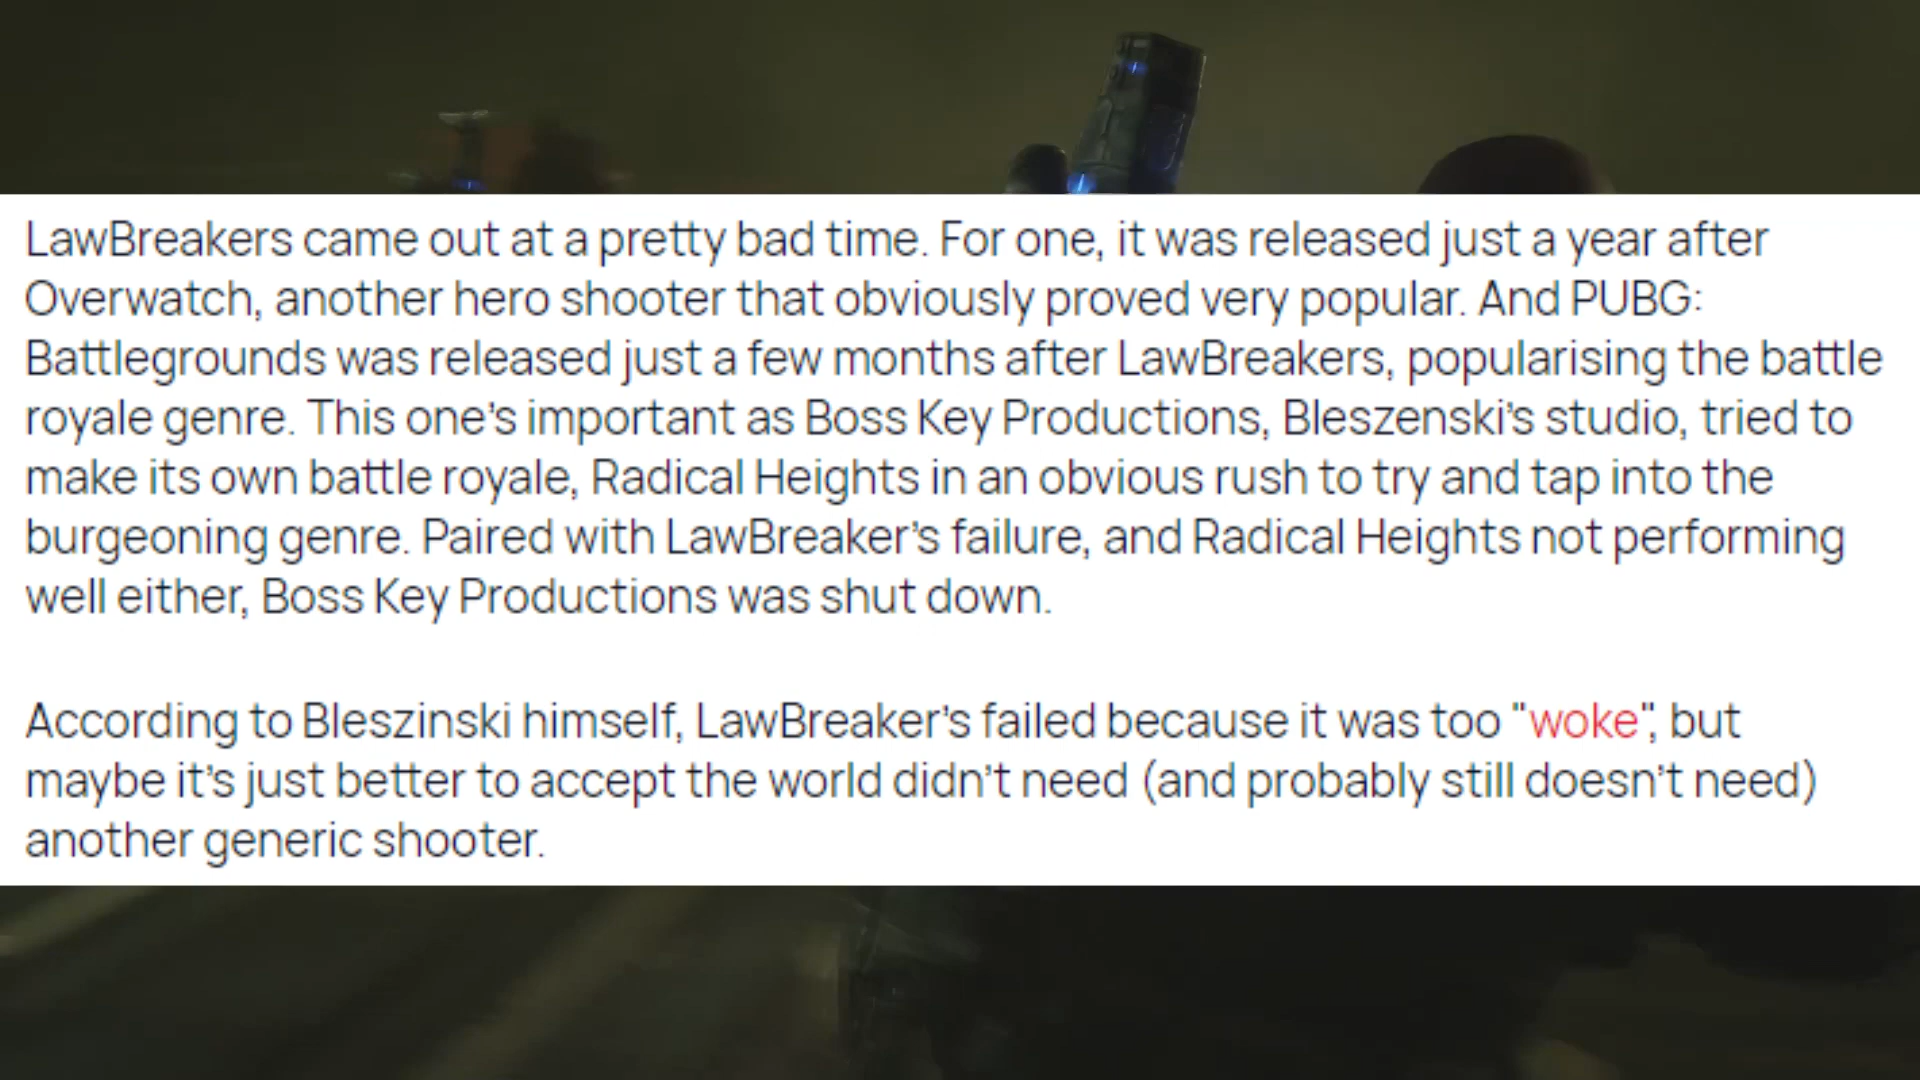 LawBreakers came out at a pretty bad time. For one, it was released just a year after
Overwatch, another hero shooter that obviously proved very popular. And PUBG:
Battlegrounds was released just a few months after LawBreakers, popularising the battle
royale genre. This one's important as Boss Key Productions, Bleszenski's studio, tried to
make its own battle royale, Radical Heights in an obvious rush to try and tap into the
burgeoning genre. Paired with LawBreaker's failure, and Radical Heights not performing
well either, Boss Key Productions was shut down.
According to Bleszinski himself, LawBreaker's failed because it was too "woke", but
maybe it's just better to accept the world didn't need (and probably still doesn't need)
another generic shooter.